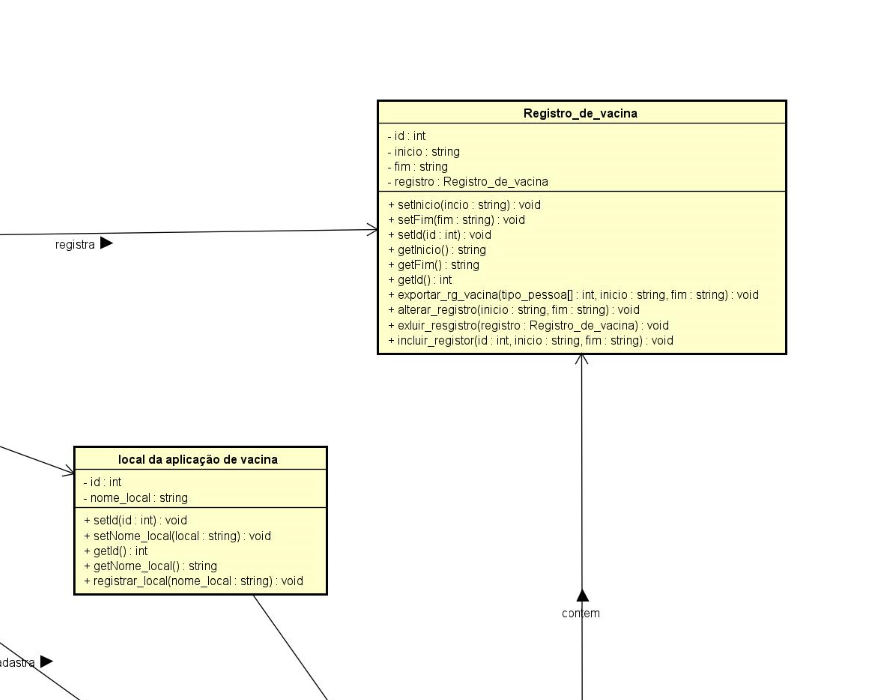 Registro_de_vacina
- id : int
- inicio : string
- fim : string
- registro : Registro_de_vacina
+ setInicio(incio : string) : void
+ setFim(fim : string) : void
+ setId(id : int) : void
+ getInicio() : string
+ getFim() : string
+ getId() : int
+ exportar_rg_vacina(tipo_pessoa[] : int, inicio : string, fim : string) : void
+ alterar_registro(inicio : string, fim : string) : void
+ exluir_resgistro(registro : Registro_de_vacina) : void
+ incluir_registor(id : int, inicio : string, fim : string) : void
registra
local da aplicação de vacina
- id : int
- nome_local : string
+ setId(id : int) : void
+ setNome_local(local : string) : void
+ getId() : int
+ getNome_local() : string
+ registrar_local(nome_local : string) : void
contem
adastra